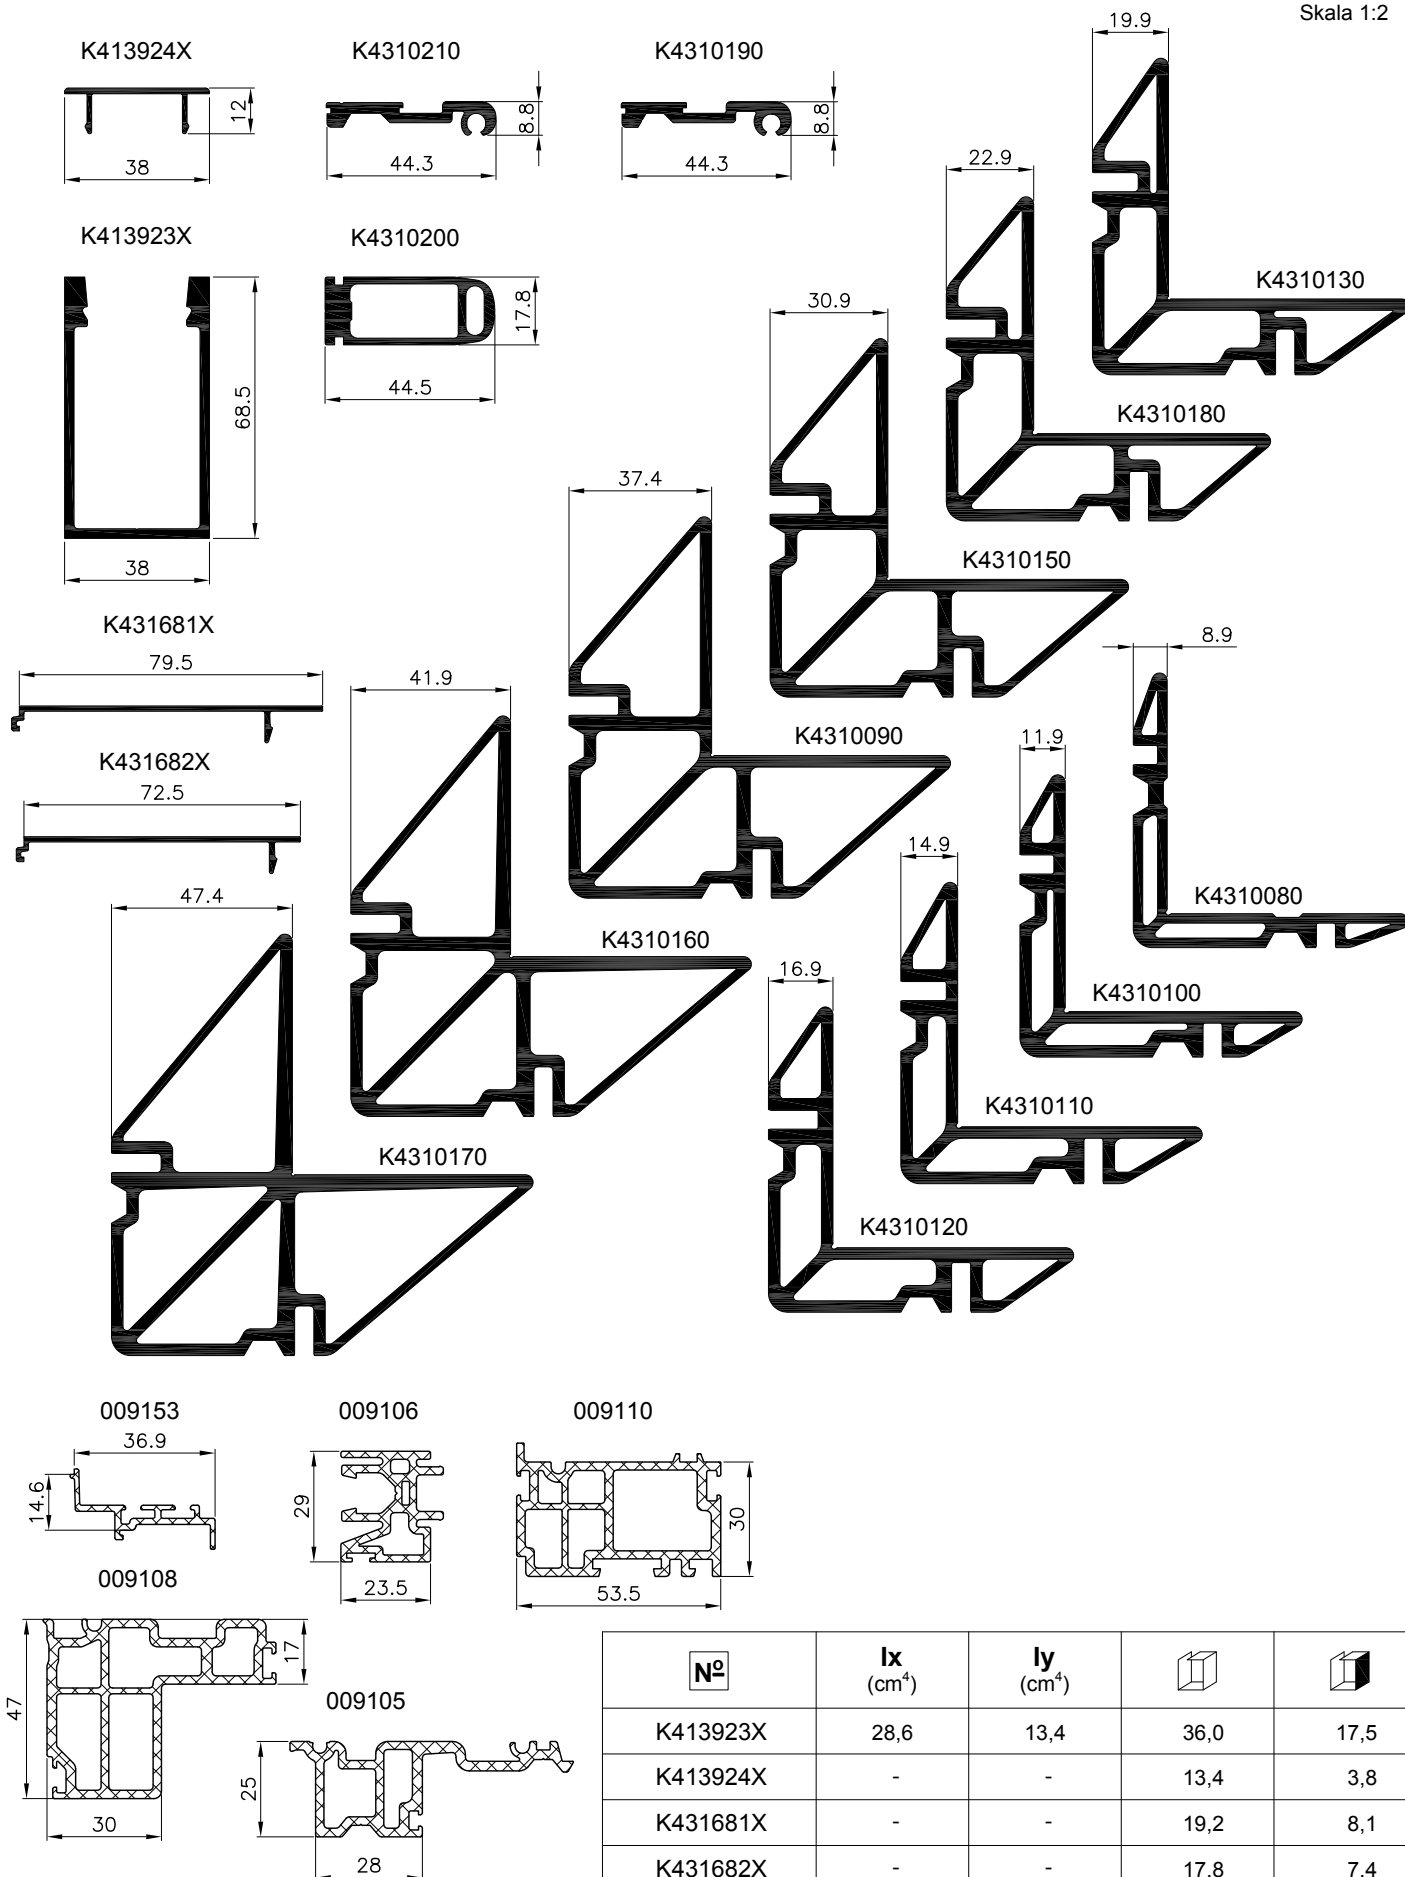 Skala 1:2
K413924X
12
38
K4310210
8.8
44.3
K4310190
8.8
44.3
19.9
K4310130
22.9
K4310180
K413923X
68.5
38
K4310200
17.8
44.5
30.9
K4310150
37.4
K4310090
K431681X
79.5
K431682X
72.5
41.9
K4310160
47.4
K4310170
8.9
K4310080
11.9
K4310100
14.9
K4310110
16.9
K4310120
009153
36.9
14.6
009106
29
23.5
009110
30
53.5
009108
47
17
30
009105
25
28
Nº Ix (cm⁴) Iy (cm⁴)
K413923X 28,6 13,4 36,0 17,5
K413924X - - 13,4 3,8
K431681X - - 19,2 8,1
K431682X - - 17,8 7,4